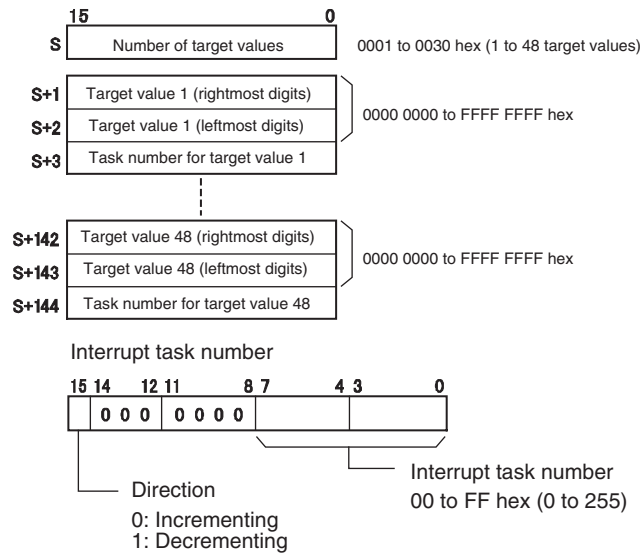 15 0
S Number of target values 0001 to 0030 hex (1 to 48 target values)
S+1 Target value 1 (rightmost digits)
0000 0000 to FFFF FFFF hex
S+2 Target value 1 (leftmost digits)
S+3 Task number for target value 1
S+142 Target value 48 (rightmost digits)
0000 0000 to FFFF FFFF hex
S+143 Target value 48 (leftmost digits)
S+144 Task number for target value 48
Interrupt task number
15 14 12 11 8 7 4 3 0
0 0 0 0 0 0 0
Interrupt task number
00 to FF hex (0 to 255)
Direction
0: Incrementing
1: Decrementing